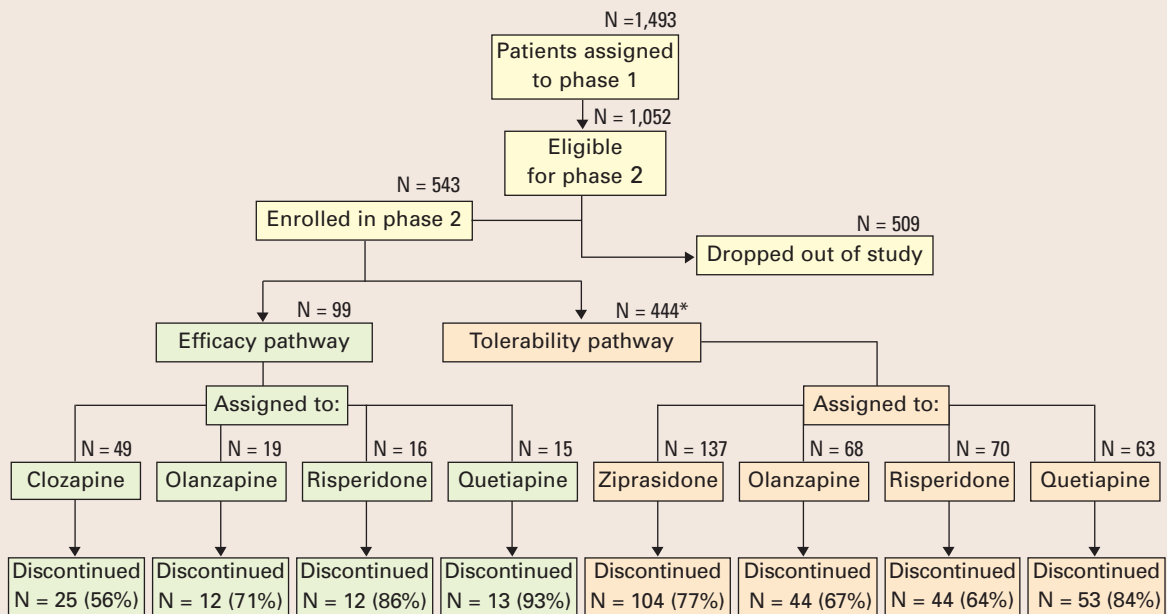 N =1,493
Patients assigned
to phase 1
N = 1,052
Eligible
for phase 2
N = 543
Enrolled in phase 2
N = 509
Dropped out of study
N = 99
Efficacy pathway
N = 444*
Tolerability pathway
Assigned to:
Assigned to:
N = 49
Clozapine
N = 19
Olanzapine
N = 16
Risperidone
N = 15
Quetiapine
N = 137
Ziprasidone
N = 68
Olanzapine
N = 70
Risperidone
N = 63
Quetiapine
Discontinued
N = 25 (56%)
Discontinued
N = 12 (71%)
Discontinued
N = 12 (86%)
Discontinued
N = 13 (93%)
Discontinued
N = 104 (77%)
Discontinued
N = 44 (67%)
Discontinued
N = 44 (64%)
Discontinued
N = 53 (84%)